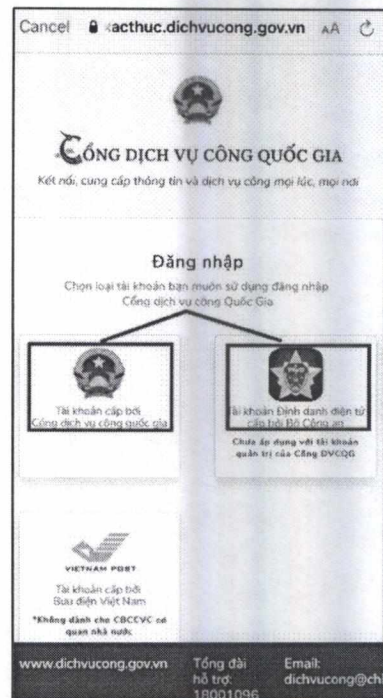 Cancel xacthuc.dichvucong.gov.vn AA
CỔNG DỊCH VỤ CÔNG QUỐC GIA
Kết nối, cung cấp thông tin và dịch vụ công mọi lúc, mọi nơi
Đăng nhập
Chọn loại tài khoản bạn muốn sử dụng đăng nhập
Cổng dịch vụ công Quốc Gia
Tài khoản cấp bởi
Cổng dịch vụ công quốc gia
Tài khoản Định danh điện tử
cấp bởi Bộ Công an
Chưa áp dụng với tài khoản
quản trị của Cổng DVCQG
VIETNAM POST
Tài khoản cấp bởi
Bưu điện Việt Nam
*Không dành cho CBCCVC cơ
quan nhà nước
www.dichvucong.gov.vn
Tổng đài
hỗ trợ:
18001096
Email:
dichvucong@ch